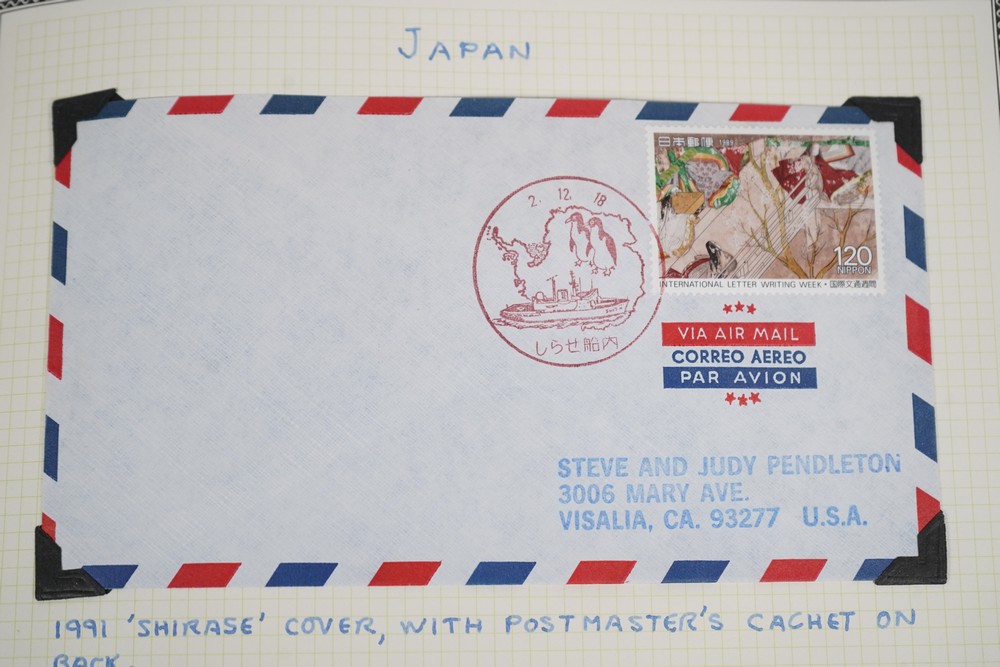 JAPAN
日本郵便 1989
120
NIPPON
INTERNATIONAL LETTER WRITING WEEK・国際文通週間
2. 12. 18
しらせ船内
VIA AIR MAIL
CORREO AEREO
PAR AVION
STEVE AND JUDY PENDLETON
3006 MARY AVE.
VISALIA, CA. 93277 U.S.A.
1991 'SHIRASE' COVER, WITH POSTMASTER'S CACHET ON
BACK.